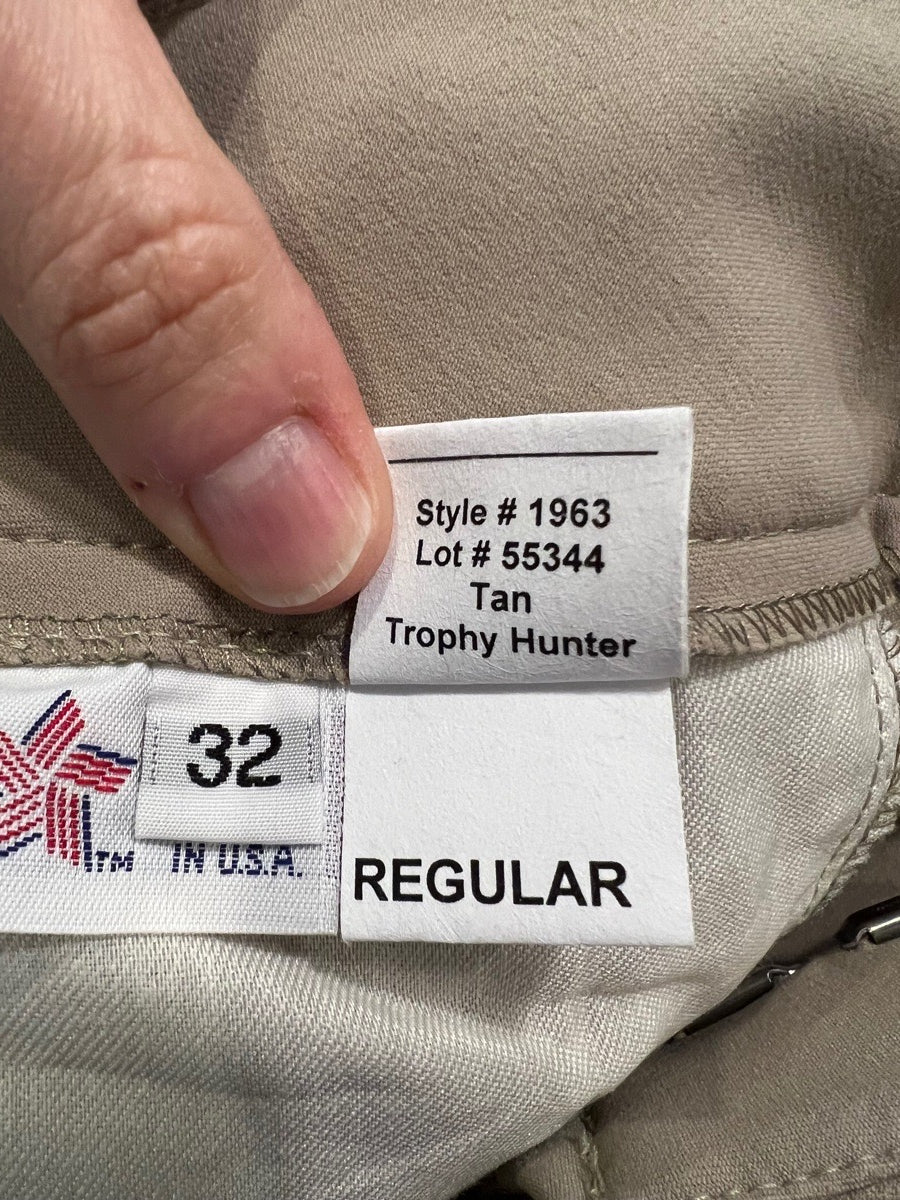 Style # 1963
Lot # 55344
Tan
Trophy Hunter
32
TM
IN U.S.A.
REGULAR